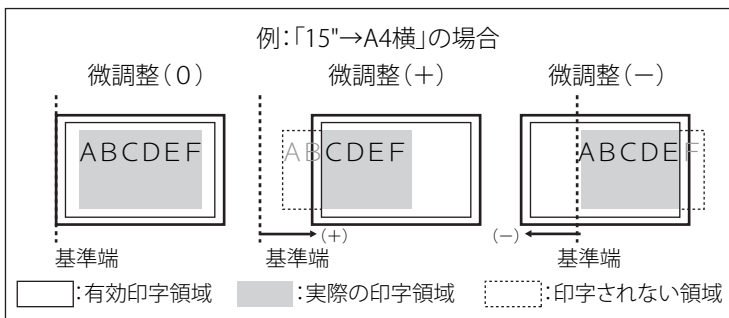 例：「15"→A4横」の場合
微調整（０） 微調整（＋） 微調整（－）
ABCDEF ABCDEF ABCDEF
(＋) (－)
基準端 基準端 基準端
：有効印字領域 ：実際の印字領域 ：印字されない領域